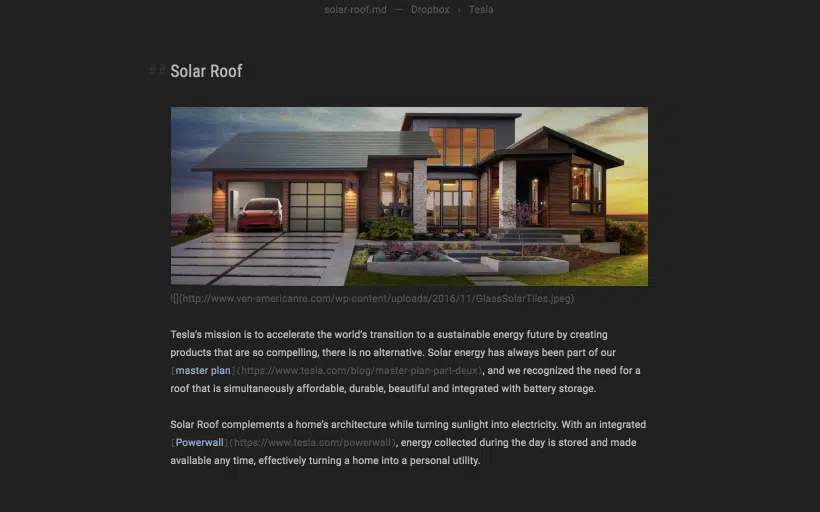 solar-roof.md — Dropbox › Tesla
## Solar Roof
![](http://www.ven-americanre.com/wp-content/uploads/2016/11/GlassSolarTiles.jpeg)
Tesla's mission is to accelerate the world's transition to a sustainable energy future by creating
products that are so compelling, there is no alternative. Solar energy has always been part of our
[master plan](https://www.tesla.com/blog/master-plan-part-deux), and we recognized the need for a
roof that is simultaneously affordable, durable, beautiful and integrated with battery storage.
Solar Roof complements a home's architecture while turning sunlight into electricity. With an integrated
[Powerwall](https://www.tesla.com/powerwall), energy collected during the day is stored and made
available any time, effectively turning a home into a personal utility.